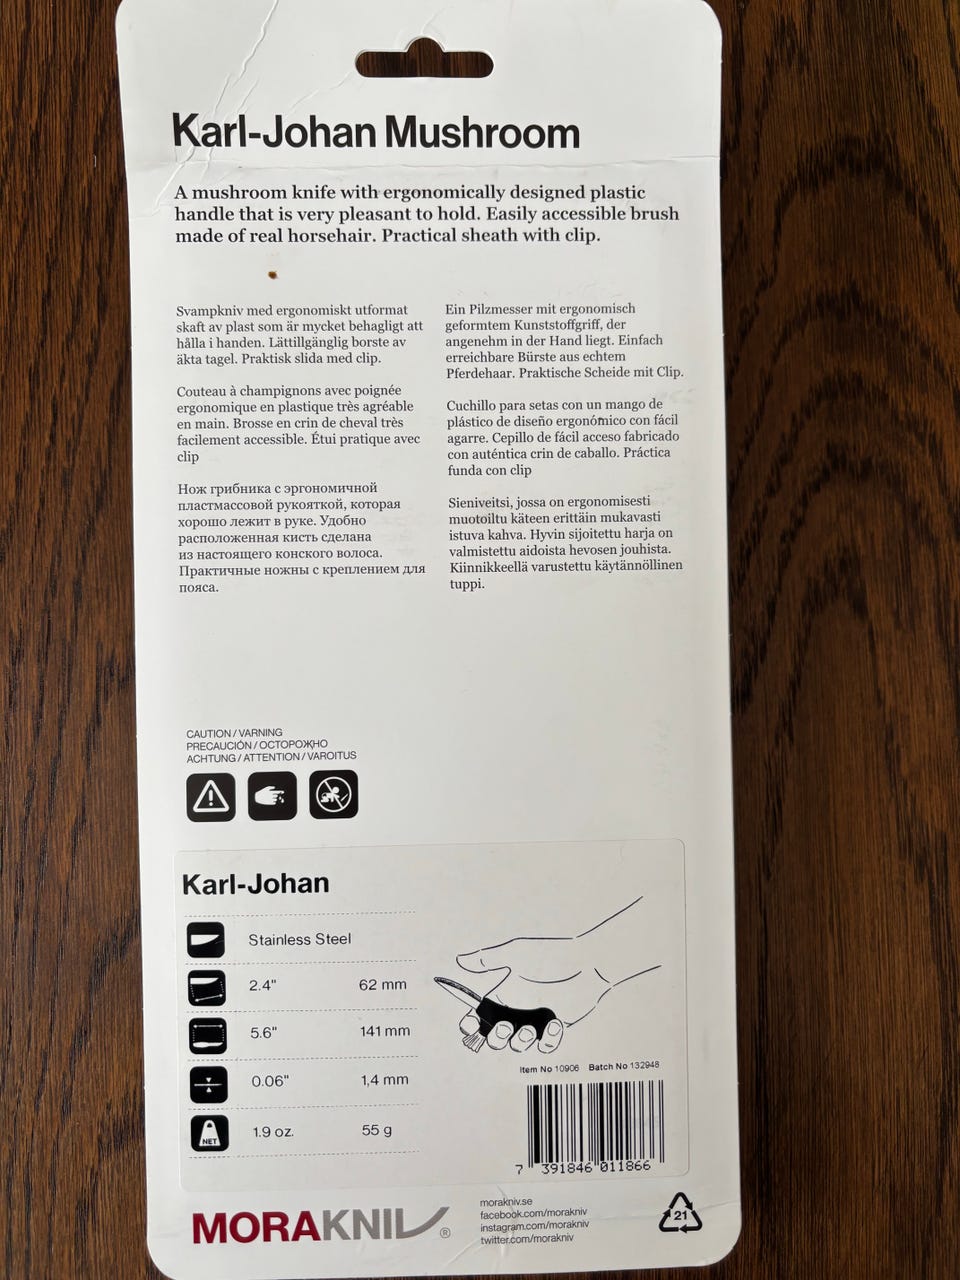 Karl-Johan Mushroom
A mushroom knife with ergonomically designed plastic
handle that is very pleasant to hold. Easily accessible brush
made of real horsehair. Practical sheath with clip.
Svampkniv med ergonomiskt utformat
skaft av plast som är mycket behagligt att
hålla i handen. Lättillgänglig borste av
äkta tagel. Praktisk slida med clip.
Couteau à champignons avec poignée
ergonomique en plastique très agréable
en main. Brosse en crin de cheval très
facilement accessible. Étui pratique avec
clip
Нож грибника с эргономичной
пластмассовой рукояткой, которая
хорошо лежит в руке. Удобно
расположенная кисть сделана
из настоящего конского волоса.
Практичные ножны с креплением для
пояса.
Ein Pilzmesser mit ergonomisch
geformtem Kunststoffgriff, der
angenehm in der Hand liegt. Einfach
erreichbare Bürste aus echtem
Pferdehaar. Praktische Scheide mit Clip.
Cuchillo para setas con un mango de
plástico de diseño ergonómico con fácil
agarre. Cepillo de fácil acceso fabricado
con auténtica crin de caballo. Práctica
funda con clip
Sieniveitsi, jossa on ergonomisesti
muotoiltu käteen erittäin mukavasti
istuva kahva. Hyvin sijoitettu harja on
valmistettu aidoista hevosen jouhista.
Kiinnikkeellä varustettu käytännöllinen
tuppi.
CAUTION / VARNING
PRECAUCIÓN / ОСТОРОЖНО
ACHTUNG / ATTENTION / VAROITUS
Karl-Johan
Stainless Steel
2.4" 62 mm
5.6" 141 mm
0.06" 1,4 mm
NET 1.9 oz. 55 g
Item No 10906 Batch No 132948
7 391846 011866
MORAKNIV ®
morakniv.se
facebook.com/morakniv
instagram.com/morakniv
twitter.com/morakniv
21